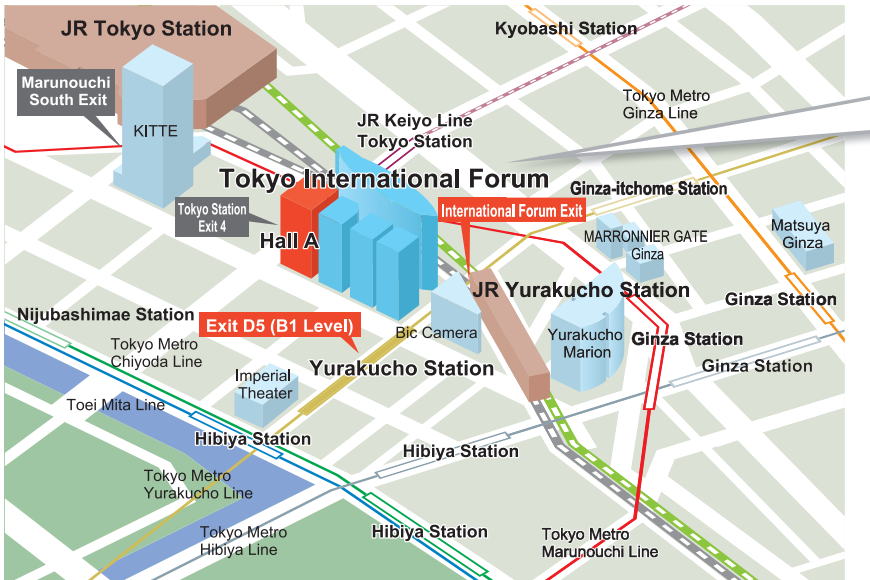 JR Tokyo Station
Kyobashi Station
Marunouchi
South Exit
KITTE
Tokyo Metro
Ginza Line
JR Keiyo Line
Tokyo Station
Tokyo International Forum
Ginza-itchome Station
Tokyo Station
Exit 4
International Forum Exit
Hall A
MARRONNIER GATE
Ginza
Matsuya
Ginza
JR Yurakucho Station
Ginza Station
Nijubashimae Station
Exit D5 (B1 Level)
Bic Camera
Yurakucho
Marion
Ginza Station
Tokyo Metro
Chiyoda Line
Yurakucho Station
Ginza Station
Imperial
Theater
Toei Mita Line
Hibiya Station
Hibiya Station
Tokyo Metro
Yurakucho Line
Tokyo Metro
Hibiya Line
Hibiya Station
Tokyo Metro
Marunouchi Line